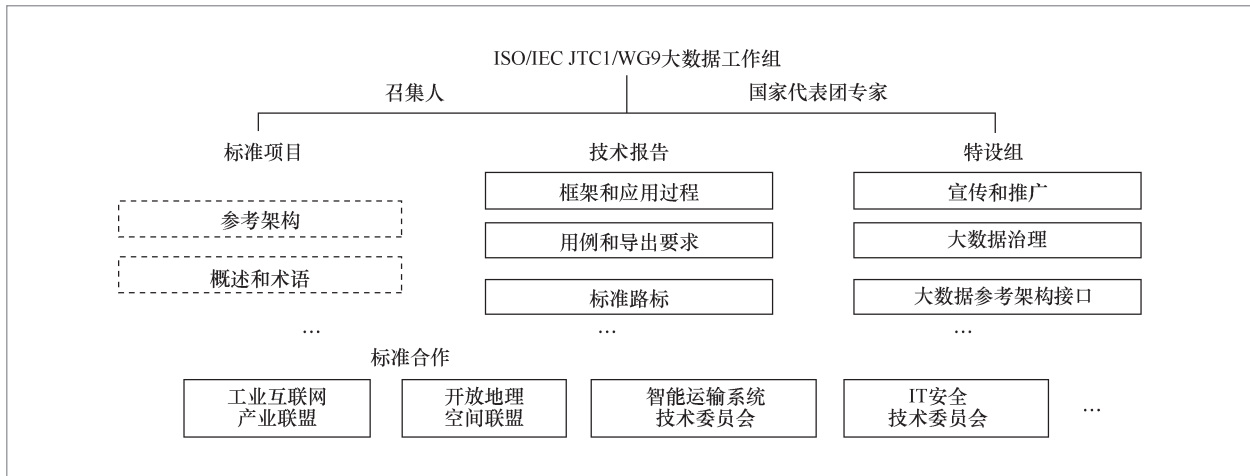 ISO/IEC JTC1/WG9大数据工作组
召集人
国家代表团专家
标准项目
技术报告
特设组
参考架构
概述和术语
…
框架和应用过程
用例和导出要求
标准路标
…
宣传和推广
大数据治理
大数据参考架构接口
…
标准合作
工业互联网
产业联盟
开放地理
空间联盟
智能运输系统
技术委员会
IT安全
技术委员会
…